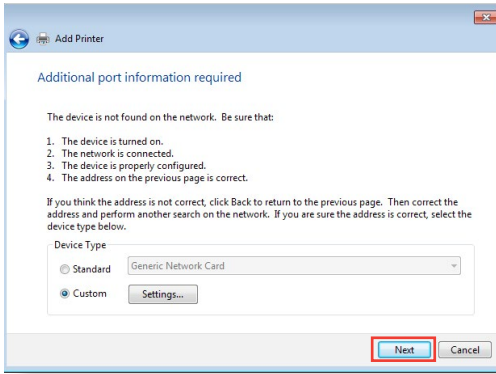 Add Printer
Additional port information required
The device is not found on the network. Be sure that:
1. The device is turned on.
2. The network is connected.
3. The device is properly configured.
4. The address on the previous page is correct.
If you think the address is not correct, click Back to return to the previous page. Then correct the
address and perform another search on the network. If you are sure the address is correct, select the
device type below.
Device Type
Standard Generic Network Card
Custom Settings...
Next Cancel